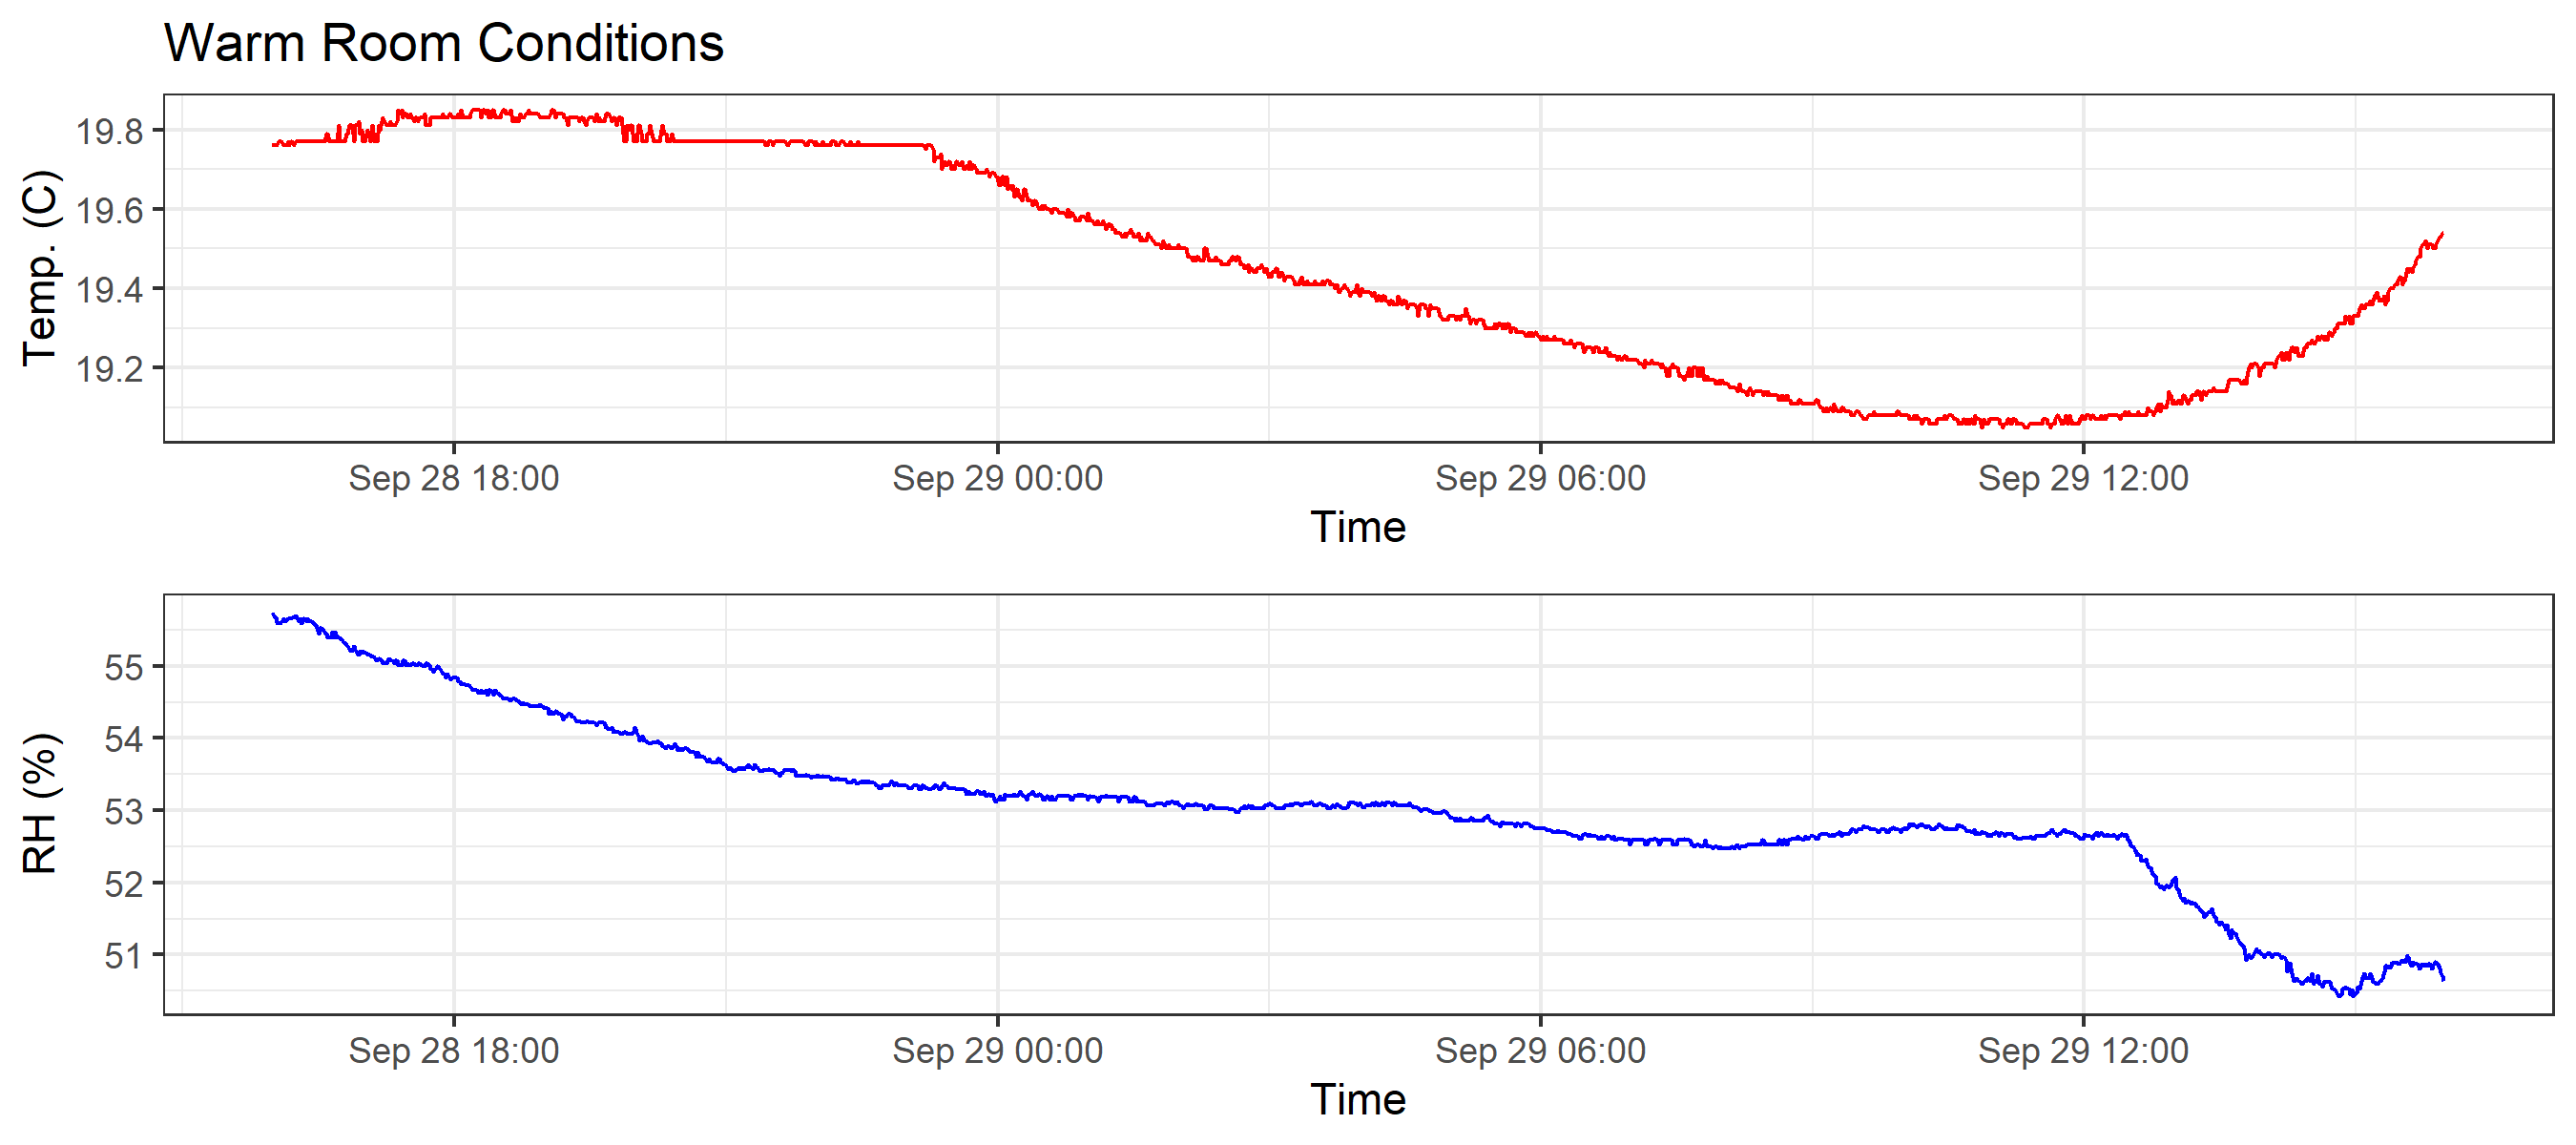 Warm Room Conditions
Temp. (C)
19.8
19.6
19.4
19.2
Sep 28 18:00 Sep 29 00:00 Sep 29 06:00 Sep 29 12:00
Time
RH (%)
55
54
53
52
51
Sep 28 18:00 Sep 29 00:00 Sep 29 06:00 Sep 29 12:00
Time